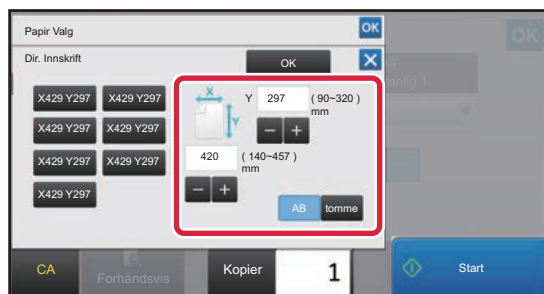 Papir Valg OK
OK
Dir. Innskrift OK
X429 Y297 X429 Y297
X Y 297 ( 90~320 )
mm
X429 Y297 X429 Y297
Y
X429 Y297 X429 Y297
420 ( 140~457 )
mm
X429 Y297
AB tomme
CA Forhåndsvis Kopier 1 Start